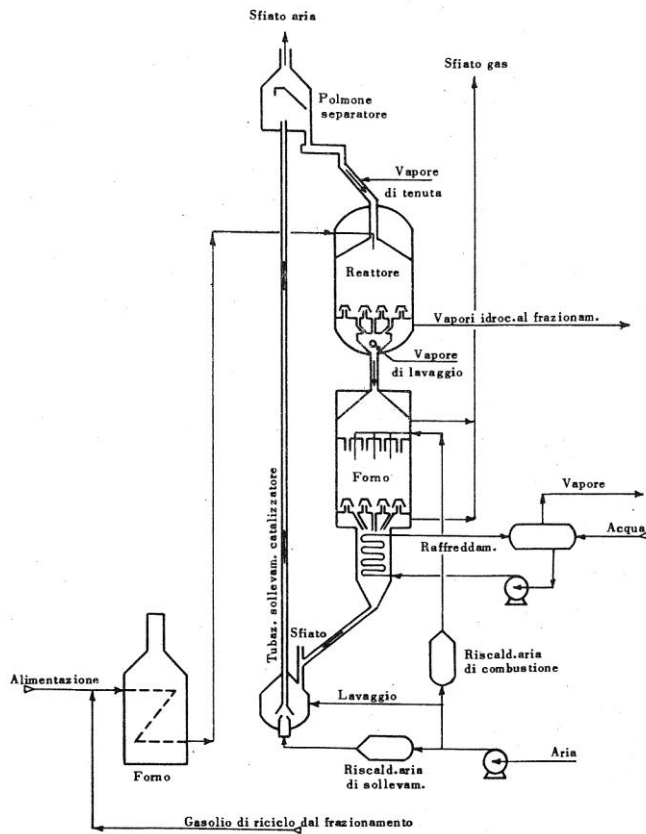 Sfiato aria
Sfiato gas
Polmone
separatore
Vapore
di tenuta
Reattore
Vapori idroc.al frazionam.
Vapore
di lavaggio
Forno
Vapore
Acqua
Raffreddam.
Tubaz. sollevam. catalizzatore
Sfiato
Riscald.aria
di combustione
Alimentazione
Lavaggio
Aria
Forno
Riscald.aria
di sollevam.
Gasolio di riciclo dal frazionamento